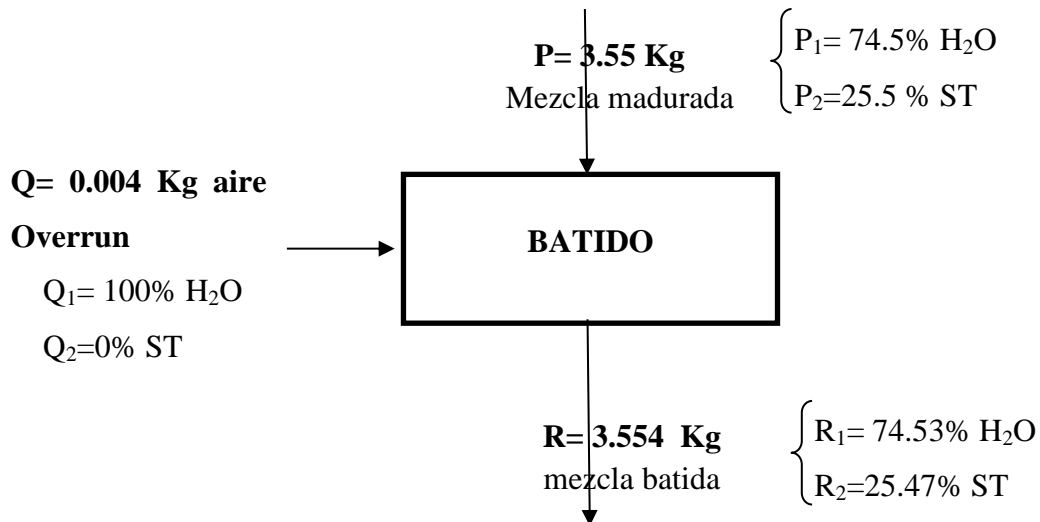 P= 3.55 Kg
Mezcla madurada
P₁= 74.5% H₂O
P₂=25.5 % ST
Q= 0.004 Kg aire
Overrun
Q₁= 100% H₂O
Q₂=0% ST
BATIDO
R= 3.554 Kg
mezcla batida
R₁= 74.53% H₂O
R₂=25.47% ST